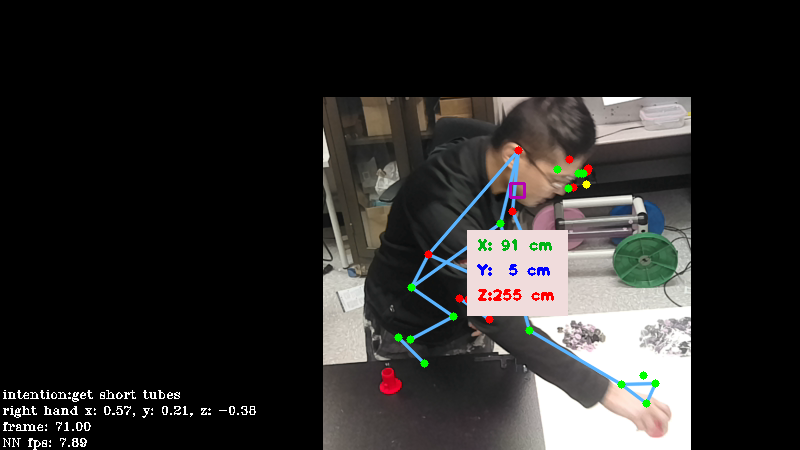 X: 91 cm
Y: 5 cm
Z:255 cm
intention:get short tubes
right hand x: 0.57, y: 0.21, z: -0.38
frame: 71.00
NN fps: 7.89